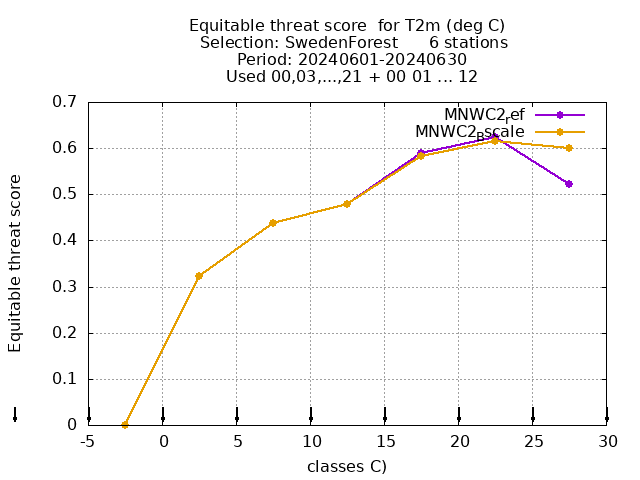 Equitable threat score for T2m (deg C)
Selection: SwedenForest 6 stations
Period: 20240601-20240630
Used 00,03,...,21 + 00 01 ... 12
MNWC2ref
MNWC2Bscale
0.7
0.6
0.5
0.4
0.3
0.2
0.1
0
Equitable threat score
-5 0 5 10 15 20 25 30
classes C)